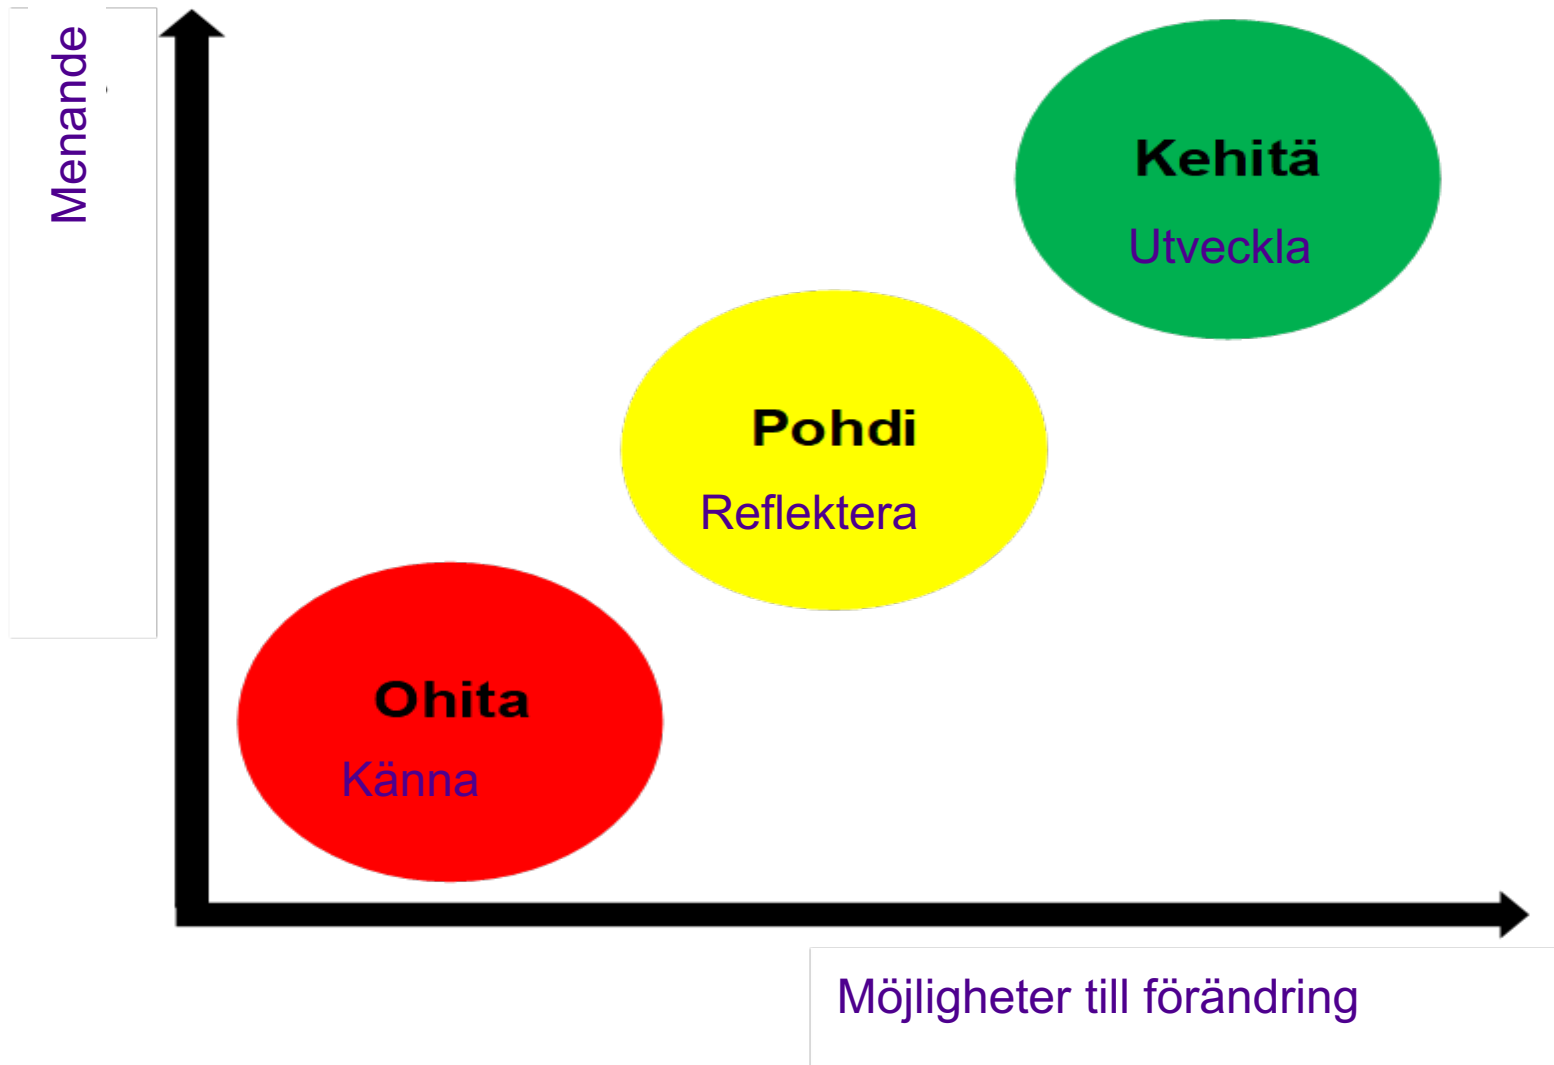 Menande
Kehitä
Utveckla
Pohdi
Reflektera
Ohita
Känna
Möjligheter till förändring